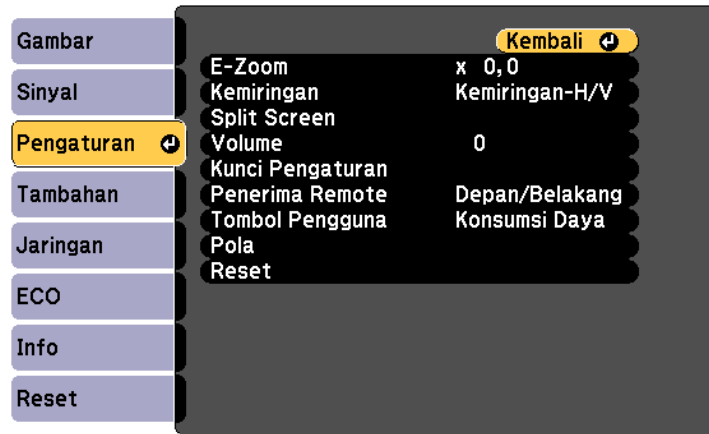 Gambar
Sinyal
Pengaturan
Tambahan
Jaringan
ECO
Info
Reset
Kembali
E-Zoom x 0,0
Kemiringan Kemiringan-H/V
Split Screen
Volume 0
Kunci Pengaturan
Penerima Remote Depan/Belakang
Tombol Pengguna Konsumsi Daya
Pola
Reset